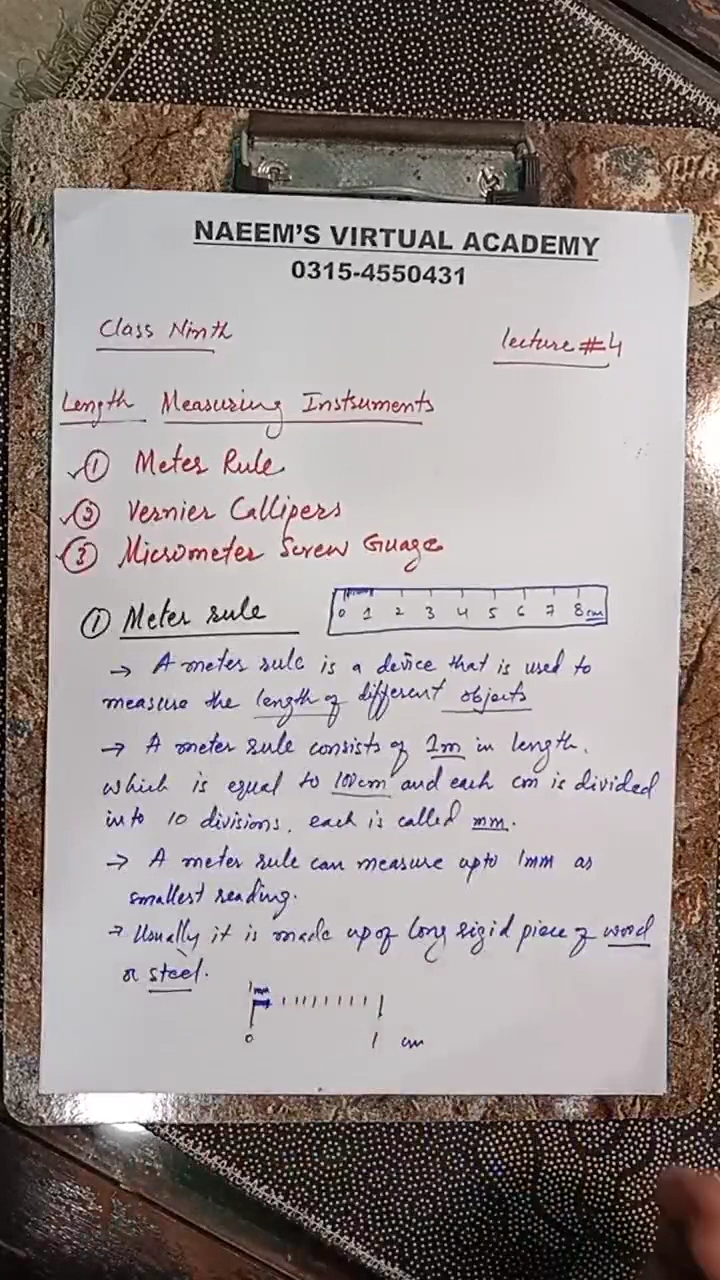 NAEEM'S VIRTUAL ACADEMY
0315-4550431
Class Ninth
lecture #4
Length Measuring Instruments
① Meter Rule
② Vernier Callipers
③ Micrometer Screw Guage
① Meter rule
0 1 2 3 4 5 6 7 8 cm
→ A meter rule is a device that is used to
measure the length of different objects
→ A meter rule consists of 1m in length,
which is equal to 100cm and each cm is divided
into 10 divisions, each is called mm.
→ A meter rule can measure upto 1mm as
smallest reading.
→ Usually it is made up of long rigid piece of wood
or steel.
1mm
0 1 cm